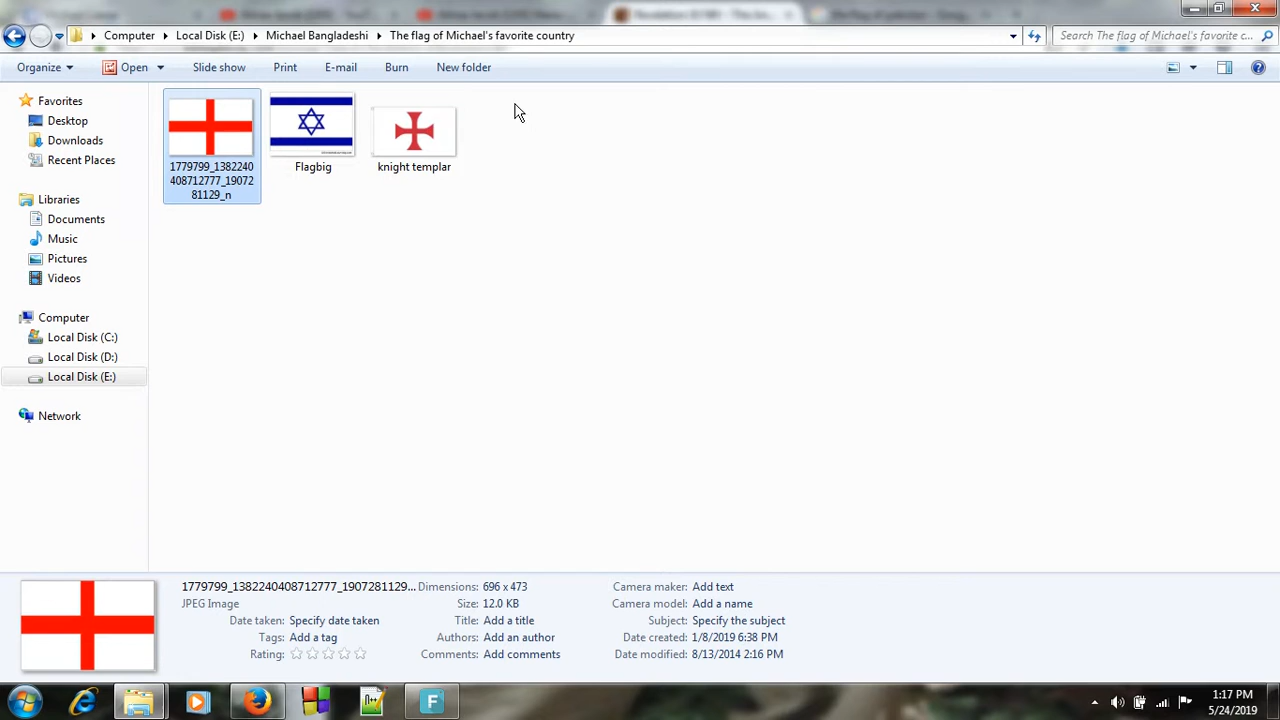 Computer Local Disk (E:) Michael Bangladeshi The flag of Michael's favorite country Search The flag of Michael's favorite c...
Organize Open Slide show Print E-mail Burn New folder
Favorites
Desktop
Downloads
Recent Places
Libraries
Documents
Music
Pictures
Videos
Computer
Local Disk (C:)
Local Disk (D:)
Local Disk (E:)
Network
1779799_1382240
408712777_19072
81129_n
Flagbig
knight templar
1779799_1382240408712777_1907281129... Dimensions: 696 x 473 Camera maker: Add text
JPEG Image Size: 12.0 KB Camera model: Add a name
Date taken: Specify date taken Title: Add a title Subject: Specify the subject
Tags: Add a tag Authors: Add an author Date created: 1/8/2019 6:38 PM
Rating: Comments: Add comments Date modified: 8/13/2014 2:16 PM
F
1:17 PM
5/24/2019